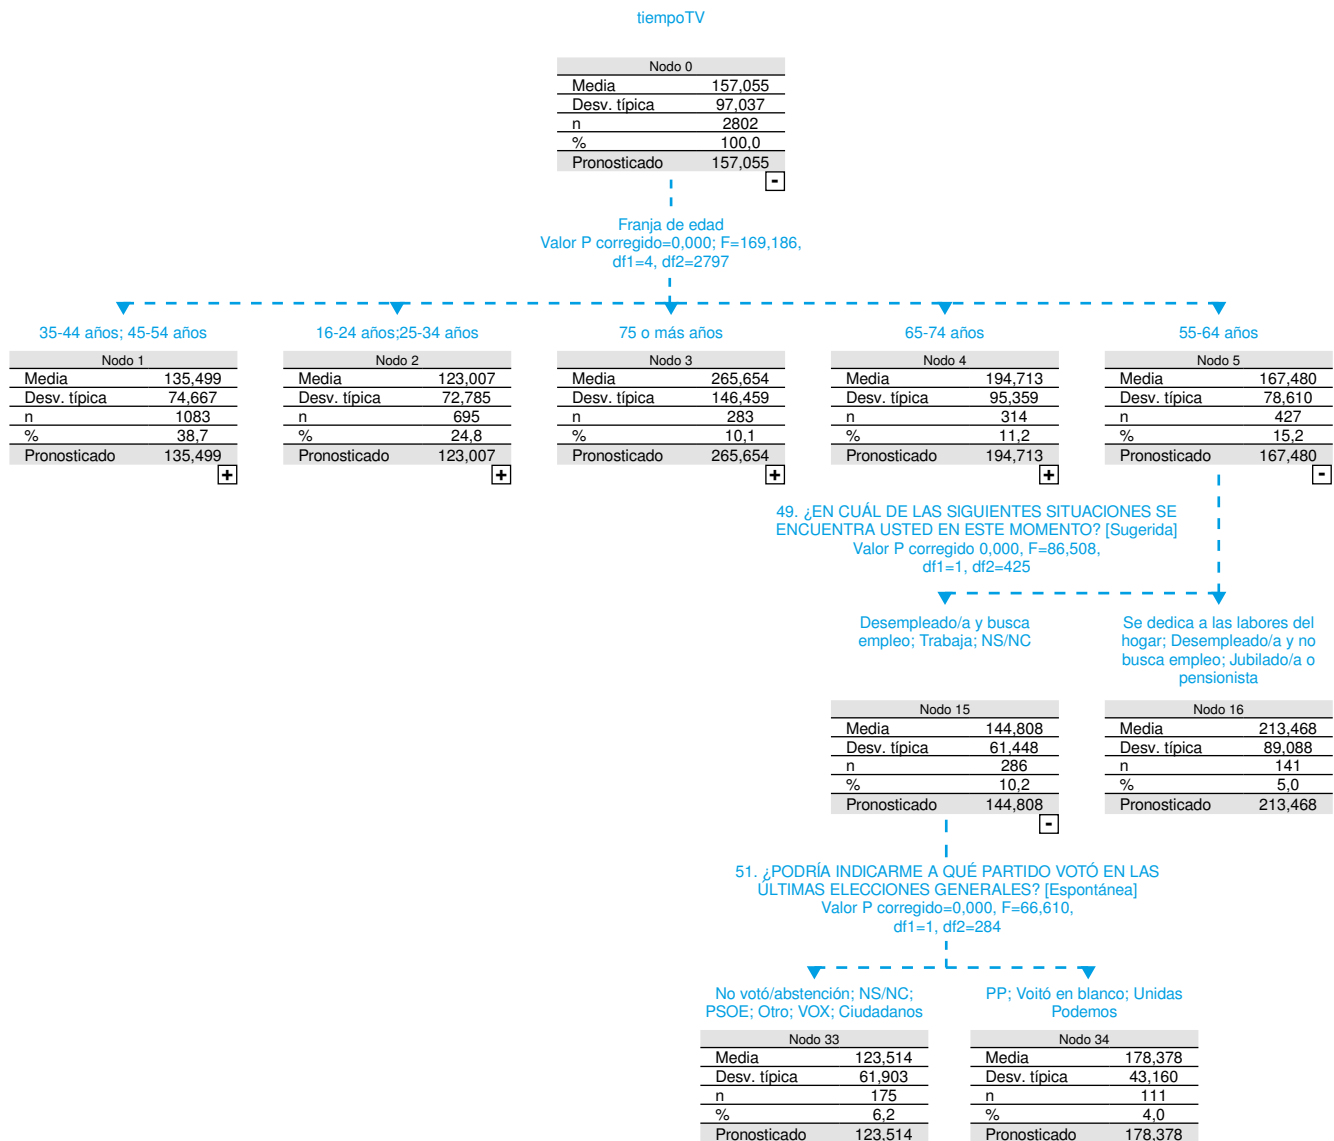 tiempoTV
Nodo 0
Media 157,055
Desv. típica 97,037
n 2802
% 100,0
Pronosticado 157,055
-
Franja de edad
Valor P corregido=0,000; F=169,186,
df1=4, df2=2797
35-44 años; 45-54 años
Nodo 1
Media 135,499
Desv. típica 74,667
n 1083
% 38,7
Pronosticado 135,499
+
16-24 años;25-34 años
Nodo 2
Media 123,007
Desv. típica 72,785
n 695
% 24,8
Pronosticado 123,007
+
75 o más años
Nodo 3
Media 265,654
Desv. típica 146,459
n 283
% 10,1
Pronosticado 265,654
+
65-74 años
Nodo 4
Media 194,713
Desv. típica 95,359
n 314
% 11,2
Pronosticado 194,713
+
55-64 años
Nodo 5
Media 167,480
Desv. típica 78,610
n 427
% 15,2
Pronosticado 167,480
-
49. ¿EN CUÁL DE LAS SIGUIENTES SITUACIONES SE
ENCUENTRA USTED EN ESTE MOMENTO? [Sugerida]
Valor P corregido 0,000, F=86,508,
df1=1, df2=425
Desempleado/a y busca
empleo; Trabaja; NS/NC
Nodo 15
Media 144,808
Desv. típica 61,448
n 286
% 10,2
Pronosticado 144,808
-
Se dedica a las labores del
hogar; Desempleado/a y no
busca empleo; Jubilado/a o
pensionista
Nodo 16
Media 213,468
Desv. típica 89,088
n 141
% 5,0
Pronosticado 213,468
51. ¿PODRÍA INDICARME A QUÉ PARTIDO VOTÓ EN LAS
ÚLTIMAS ELECCIONES GENERALES? [Espontánea]
Valor P corregido=0,000, F=66,610,
df1=1, df2=284
No votó/abstención; NS/NC;
PSOE; Otro; VOX; Ciudadanos
Nodo 33
Media 123,514
Desv. típica 61,903
n 175
% 6,2
Pronosticado 123,514
PP; Voitó en blanco; Unidas
Podemos
Nodo 34
Media 178,378
Desv. típica 43,160
n 111
% 4,0
Pronosticado 178,378